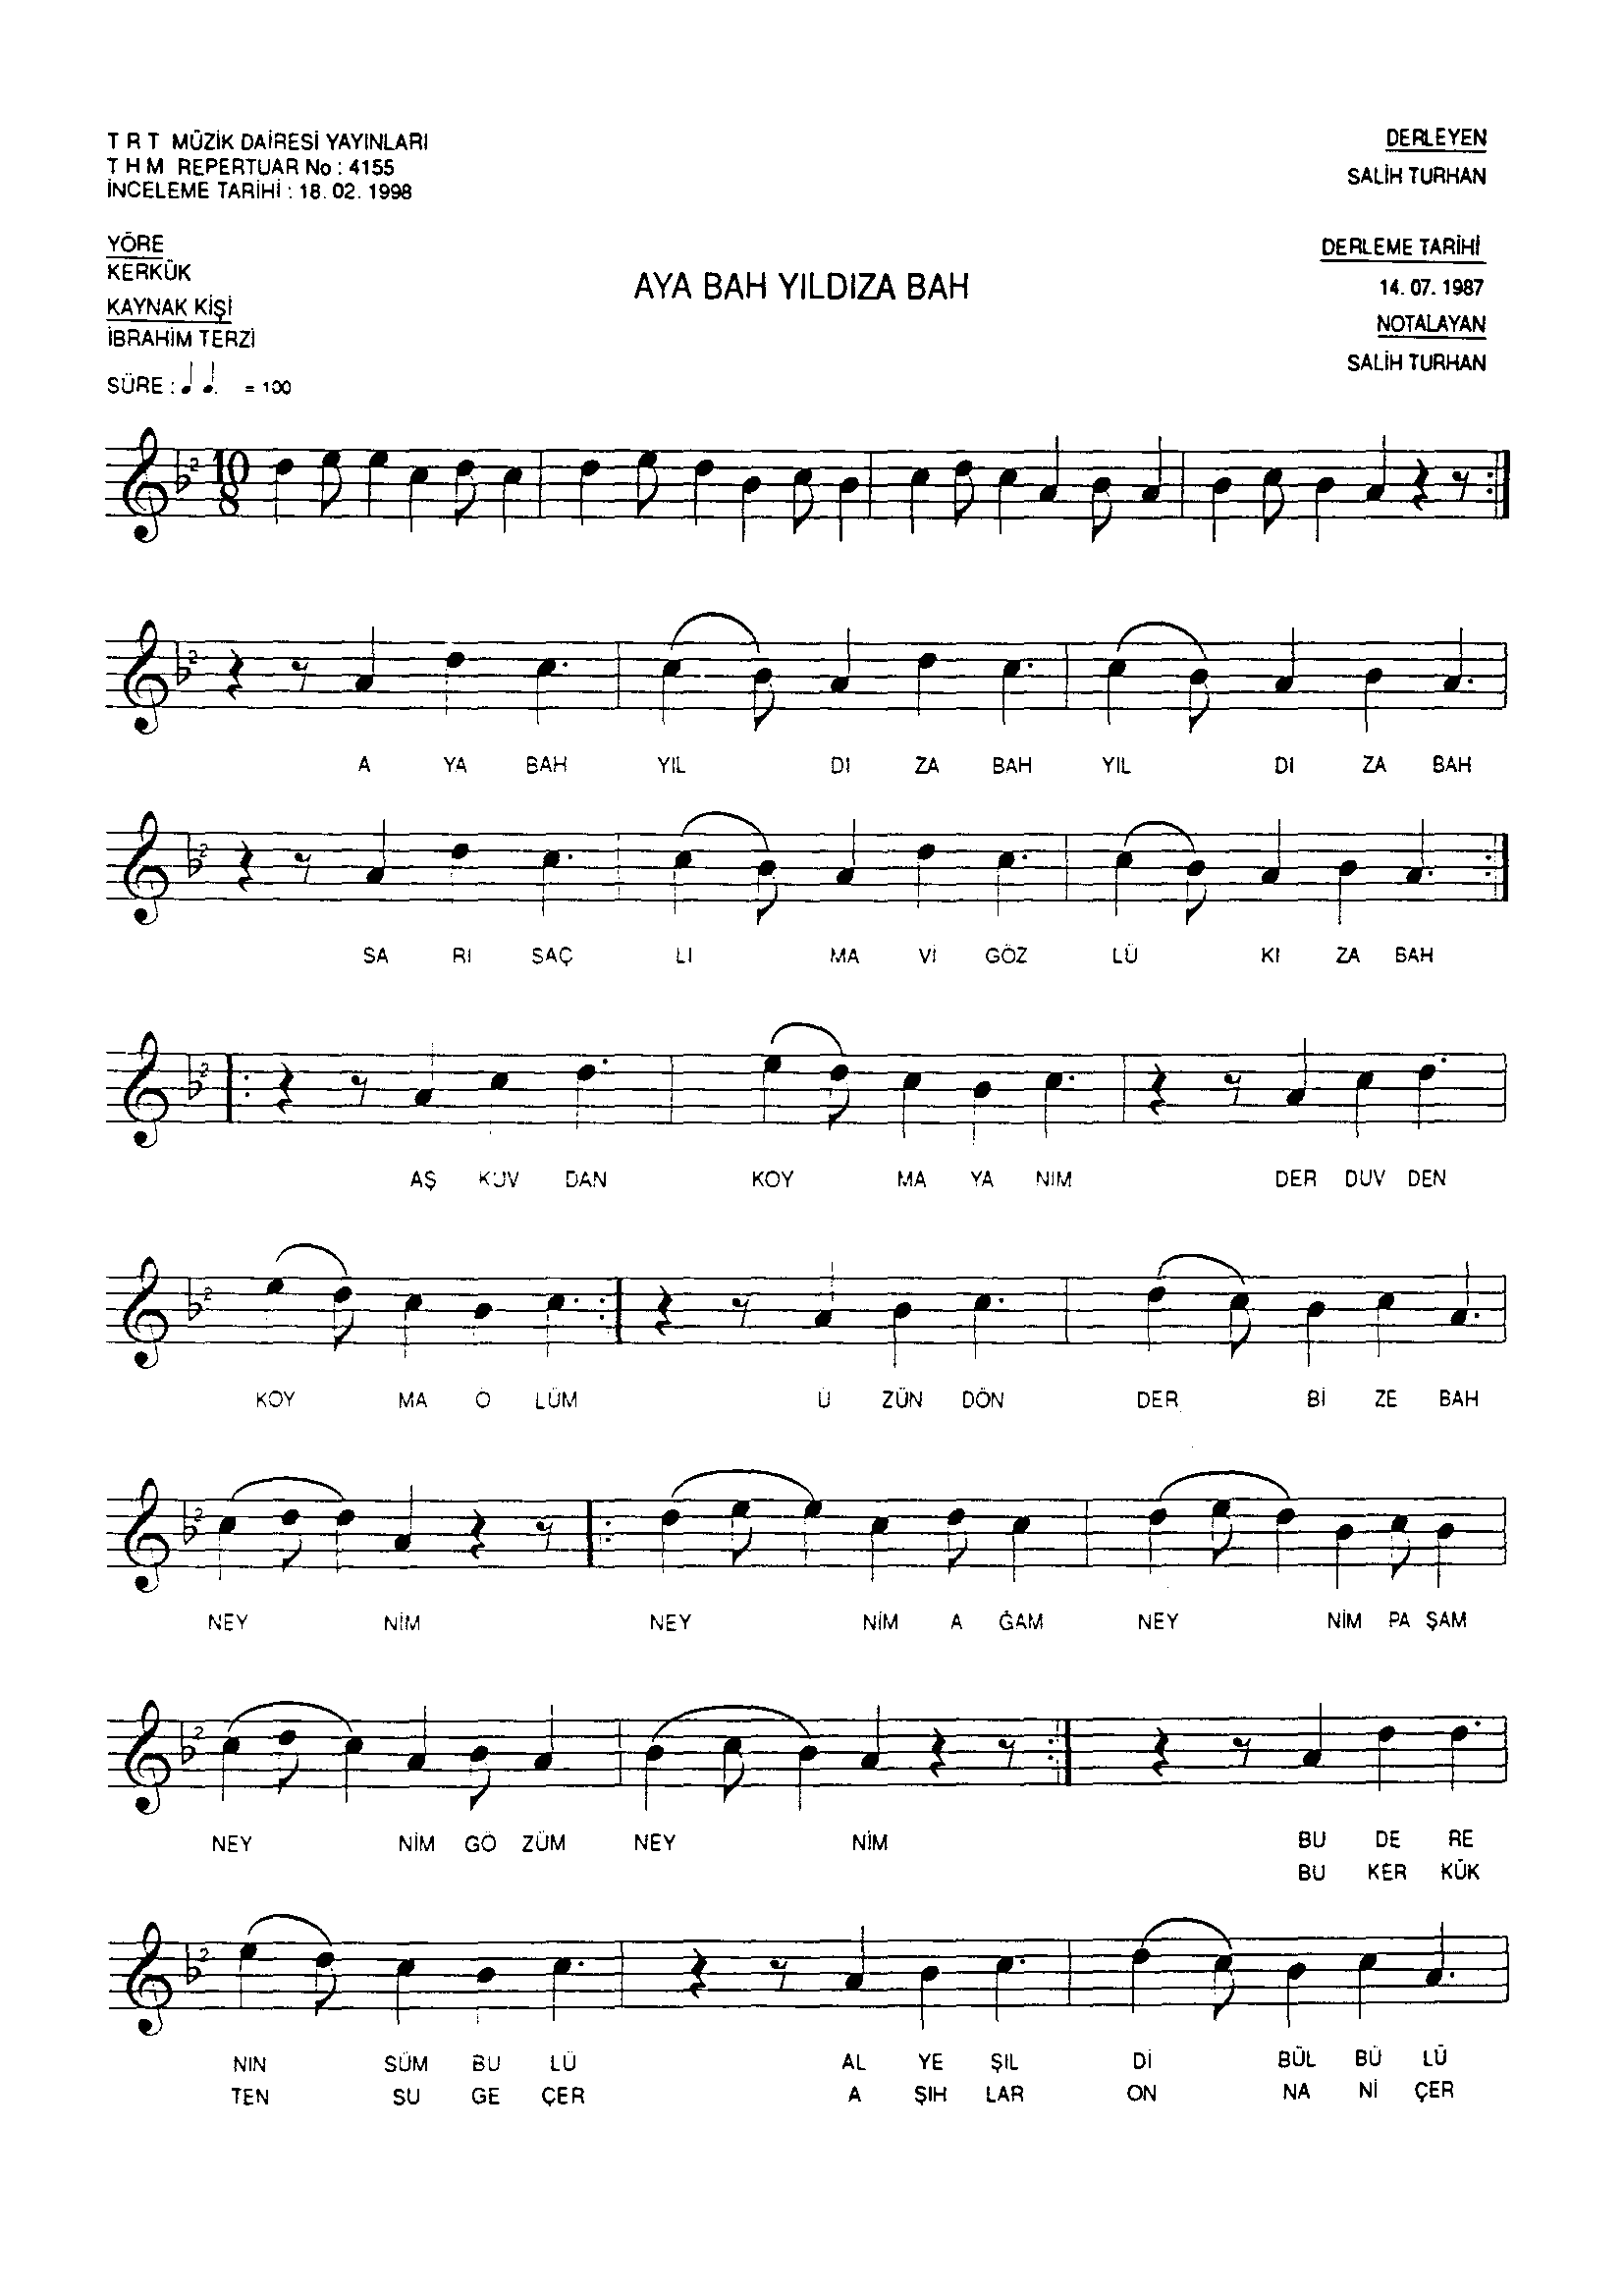 T R T MÜZİK DAİRESİ YAYINLARI
T H M REPERTUAR No : 4155
İNCELEME TARİHİ : 18. 02. 1998
DERLEYEN
SALİH TURHAN
YÖRE
KERKÜK
KAYNAK KİŞİ
İBRAHİM TERZİ
SÜRE : = 100
AYA BAH YILDIZA BAH
DERLEME TARİHİ
14. 07. 1987
NOTALAYAN
SALİH TURHAN
10
8
A YA BAH YIL DI ZA BAH YIL DI ZA BAH
SA RI SAÇ LI MA Vİ GÖZ LÜ KI ZA BAH
AŞ KUV DAN KOY MA YA NIM DER DUV DEN
KOY MA Ö LÜM Ü ZÜN DÖN DER Bİ ZE BAH
NEY NİM NEY NİM A ĞAM NEY NİM PA ŞAM
NEY NİM GÖ ZÜM NEY NİM BU DE RE
BU KER KÜK
NIN SÜM BU LÜ AL YE ŞIL Dİ BÜL BÜ LÜ
TEN SU GE ÇER A ŞIH LAR ON NA Nİ ÇER